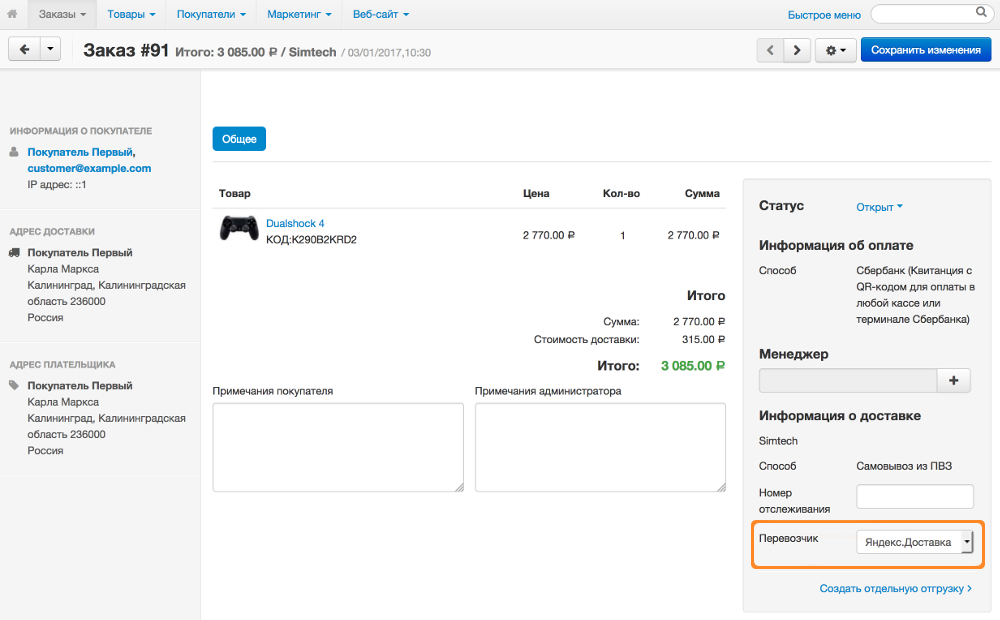 Заказы Товары Покупатели Маркетинг Веб-сайт Быстрое меню
Заказ #91 Итого: 3 085.00 ₽ / Simtech / 03/01/2017,10:30 Сохранить изменения
ИНФОРМАЦИЯ О ПОКУПАТЕЛЕ
Покупатель Первый,
customer@example.com
IP адрес: ::1
АДРЕС ДОСТАВКИ
Покупатель Первый
Карла Маркса
Калининград, Калининградская
область 236000
Россия
АДРЕС ПЛАТЕЛЬЩИКА
Покупатель Первый
Карла Маркса
Калининград, Калининградская
область 236000
Россия
Общее
Товар Цена Кол-во Сумма
Dualshock 4
КОД:K290B2KRD2
2 770.00 ₽ 1 2 770.00 ₽
Итого
Сумма: 2 770.00 ₽
Стоимость доставки: 315.00 ₽
Итого: 3 085.00 ₽
Примечания покупателя Примечания администратора
Статус Открыт
Информация об оплате
Способ Сбербанк (Квитанция с
QR-кодом для оплаты в
любой кассе или
терминале Сбербанка)
Менеджер
+
Информация о доставке
Simtech
Способ Самовывоз из ПВЗ
Номер
отслеживания
Перевозчик Яндекс.Доставка
Создать отдельную отгрузку